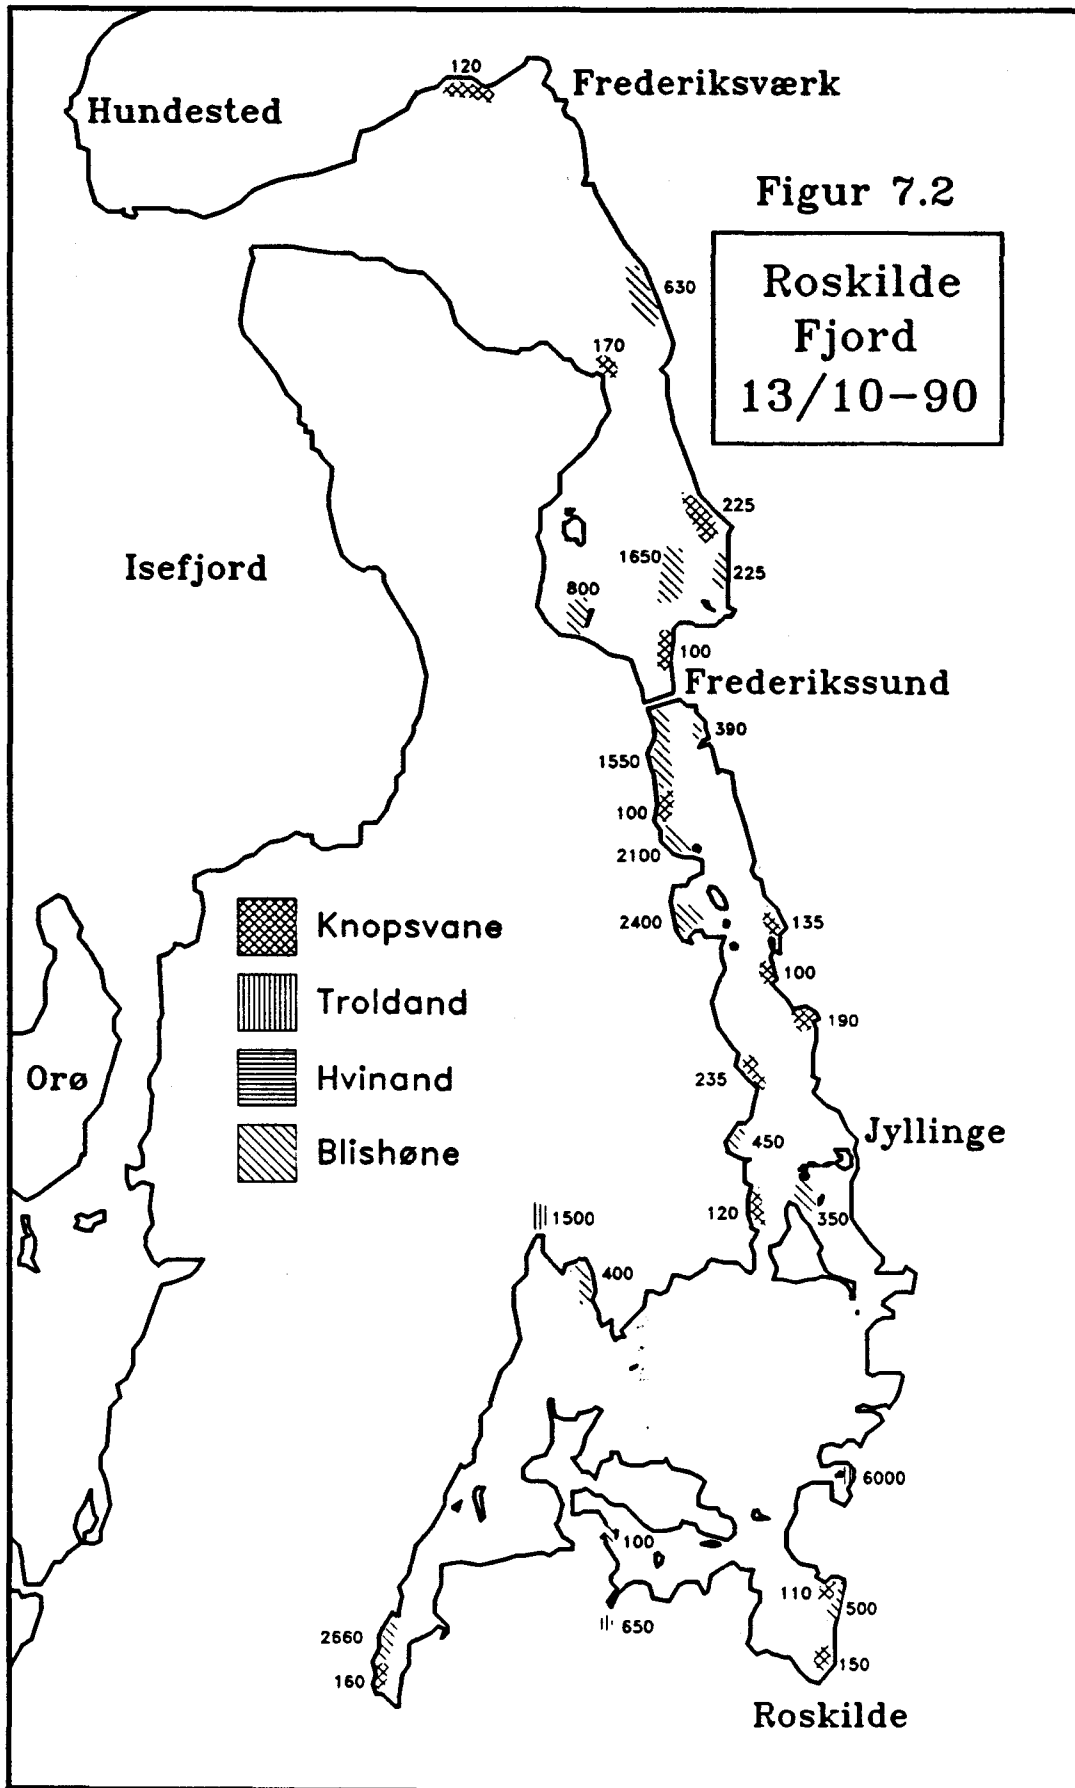 120
Frederiksværk
Hundested
Figur 7.2
Roskilde
Fjord
13/10-90
630
170
225
Isefjord
1650
225
800
100
Frederikssund
390
1550
100
2100
2400
135
Knopsvane
100
Troldand
190
Orø
Hvinand
235
Jyllinge
450
Blishøne
120
350
1500
400
6000
100
110
500
650
2660
150
160
Roskilde